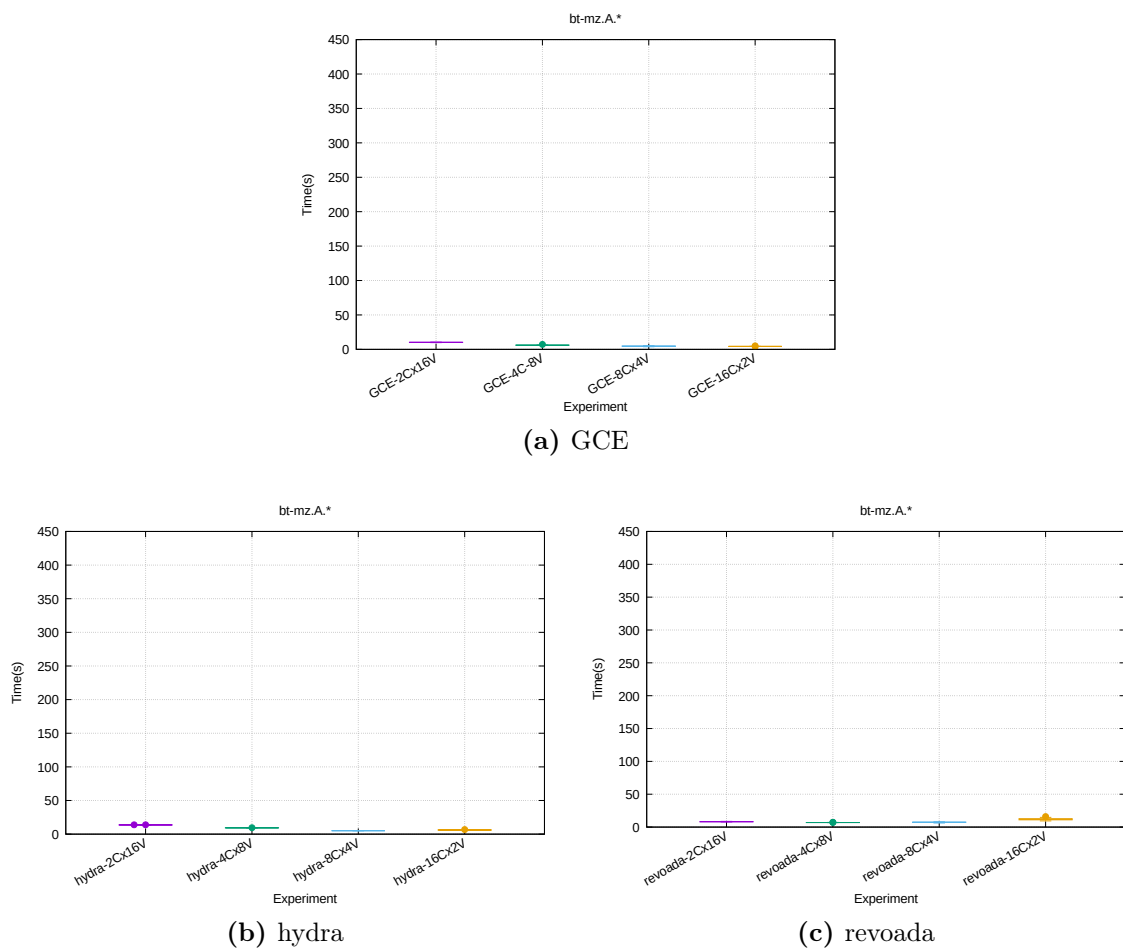 bt-mz.A.*
450
400
350
300
250
200
150
100
50
0
Time(s)
GCE-2Cx16V
GCE-4C-8V
GCE-8Cx4V
GCE-16Cx2V
Experiment
(a) GCE
bt-mz.A.*
450
400
350
300
250
200
150
100
50
0
Time(s)
hydra-2Cx16V
hydra-4Cx8V
hydra-8Cx4V
hydra-16Cx2V
Experiment
(b) hydra
bt-mz.A.*
450
400
350
300
250
200
150
100
50
0
Time(s)
revoada-2Cx16V
revoada-4Cx8V
revoada-8Cx4V
revoada-16Cx2V
Experiment
(c) revoada